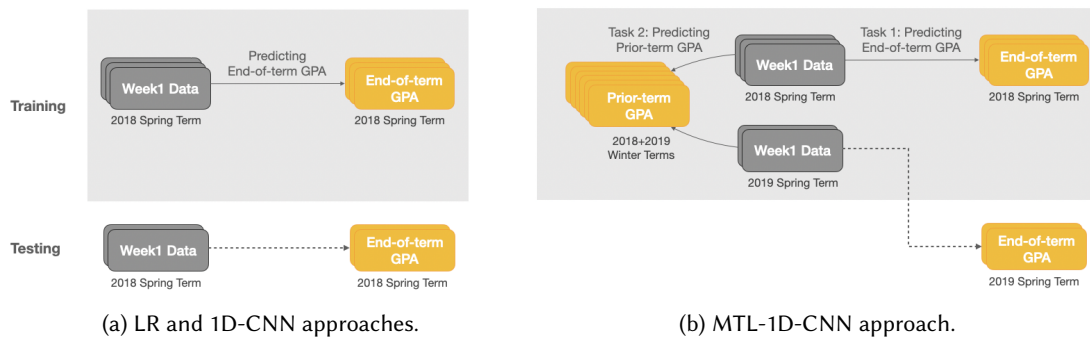 Training
Predicting
End-of-term GPA
Week1 Data
End-of-term
GPA
2018 Spring Term
2018 Spring Term
Testing
Week1 Data
End-of-term
GPA
2018 Spring Term
2018 Spring Term
(a) LR and 1D-CNN approaches.
Task 2: Predicting
Prior-term GPA
Task 1: Predicting
End-of-term GPA
Week1 Data
End-of-term
GPA
2018 Spring Term
2018 Spring Term
Prior-term
GPA
2018+2019
Winter Terms
Week1 Data
2019 Spring Term
End-of-term
GPA
2019 Spring Term
(b) MTL-1D-CNN approach.